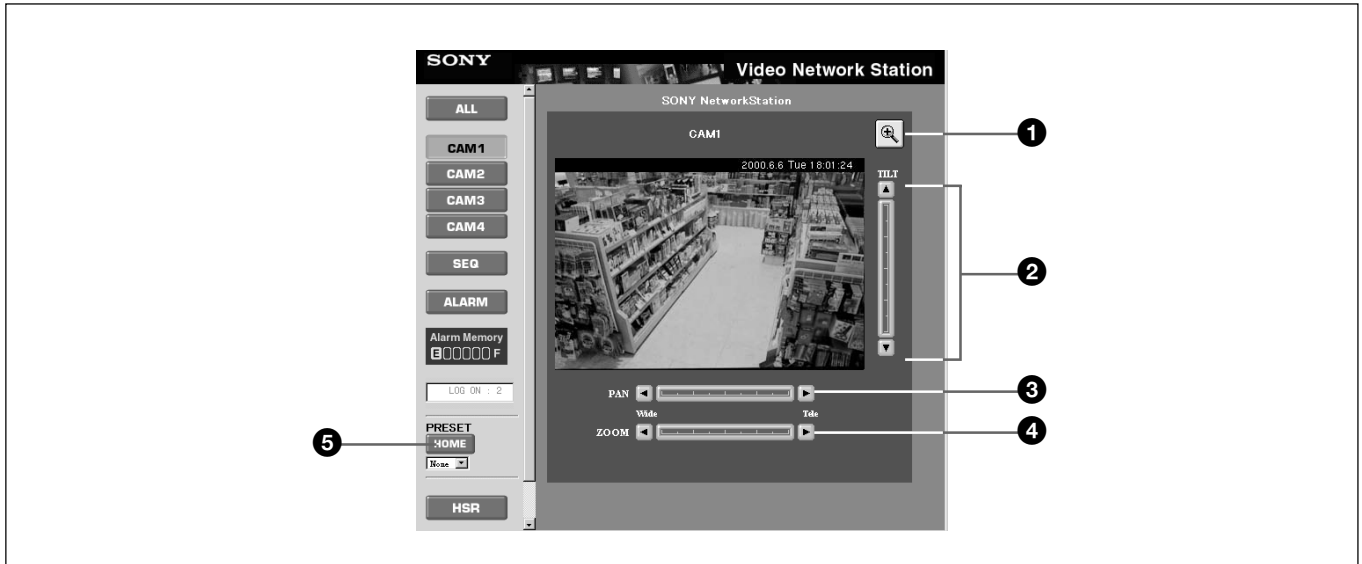 SONY
Video Network Station
SONY NetworkStation
ALL
CAM1
1
CAM1
2000.6.6 Tue 18:01:24
CAM2
TILT
CAM3
CAM4
SEQ
2
ALARM
Alarm Memory
E F
LOG ON : 2
PAN
3
Wide
Tele
PRESET
5
HOME
ZOOM
4
None
HSR